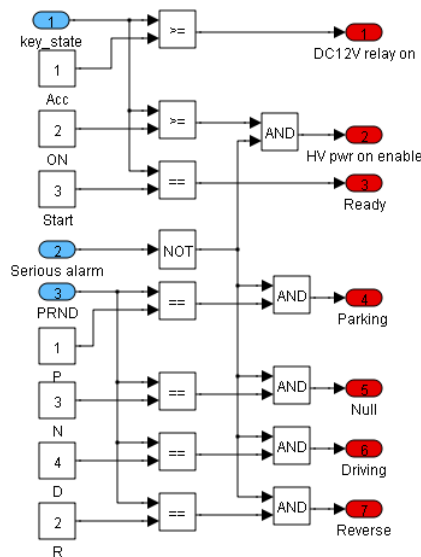 1
key_state
>=
1
DC12V relay on
1
Acc
2
ON
>=
AND
2
HV pwr on enable
3
Start
==
3
Ready
2
Serious alarm
NOT
3
PRND
==
AND
4
Parking
1
P
3
N
==
AND
5
Null
4
D
==
AND
6
Driving
2
R
==
AND
7
Reverse